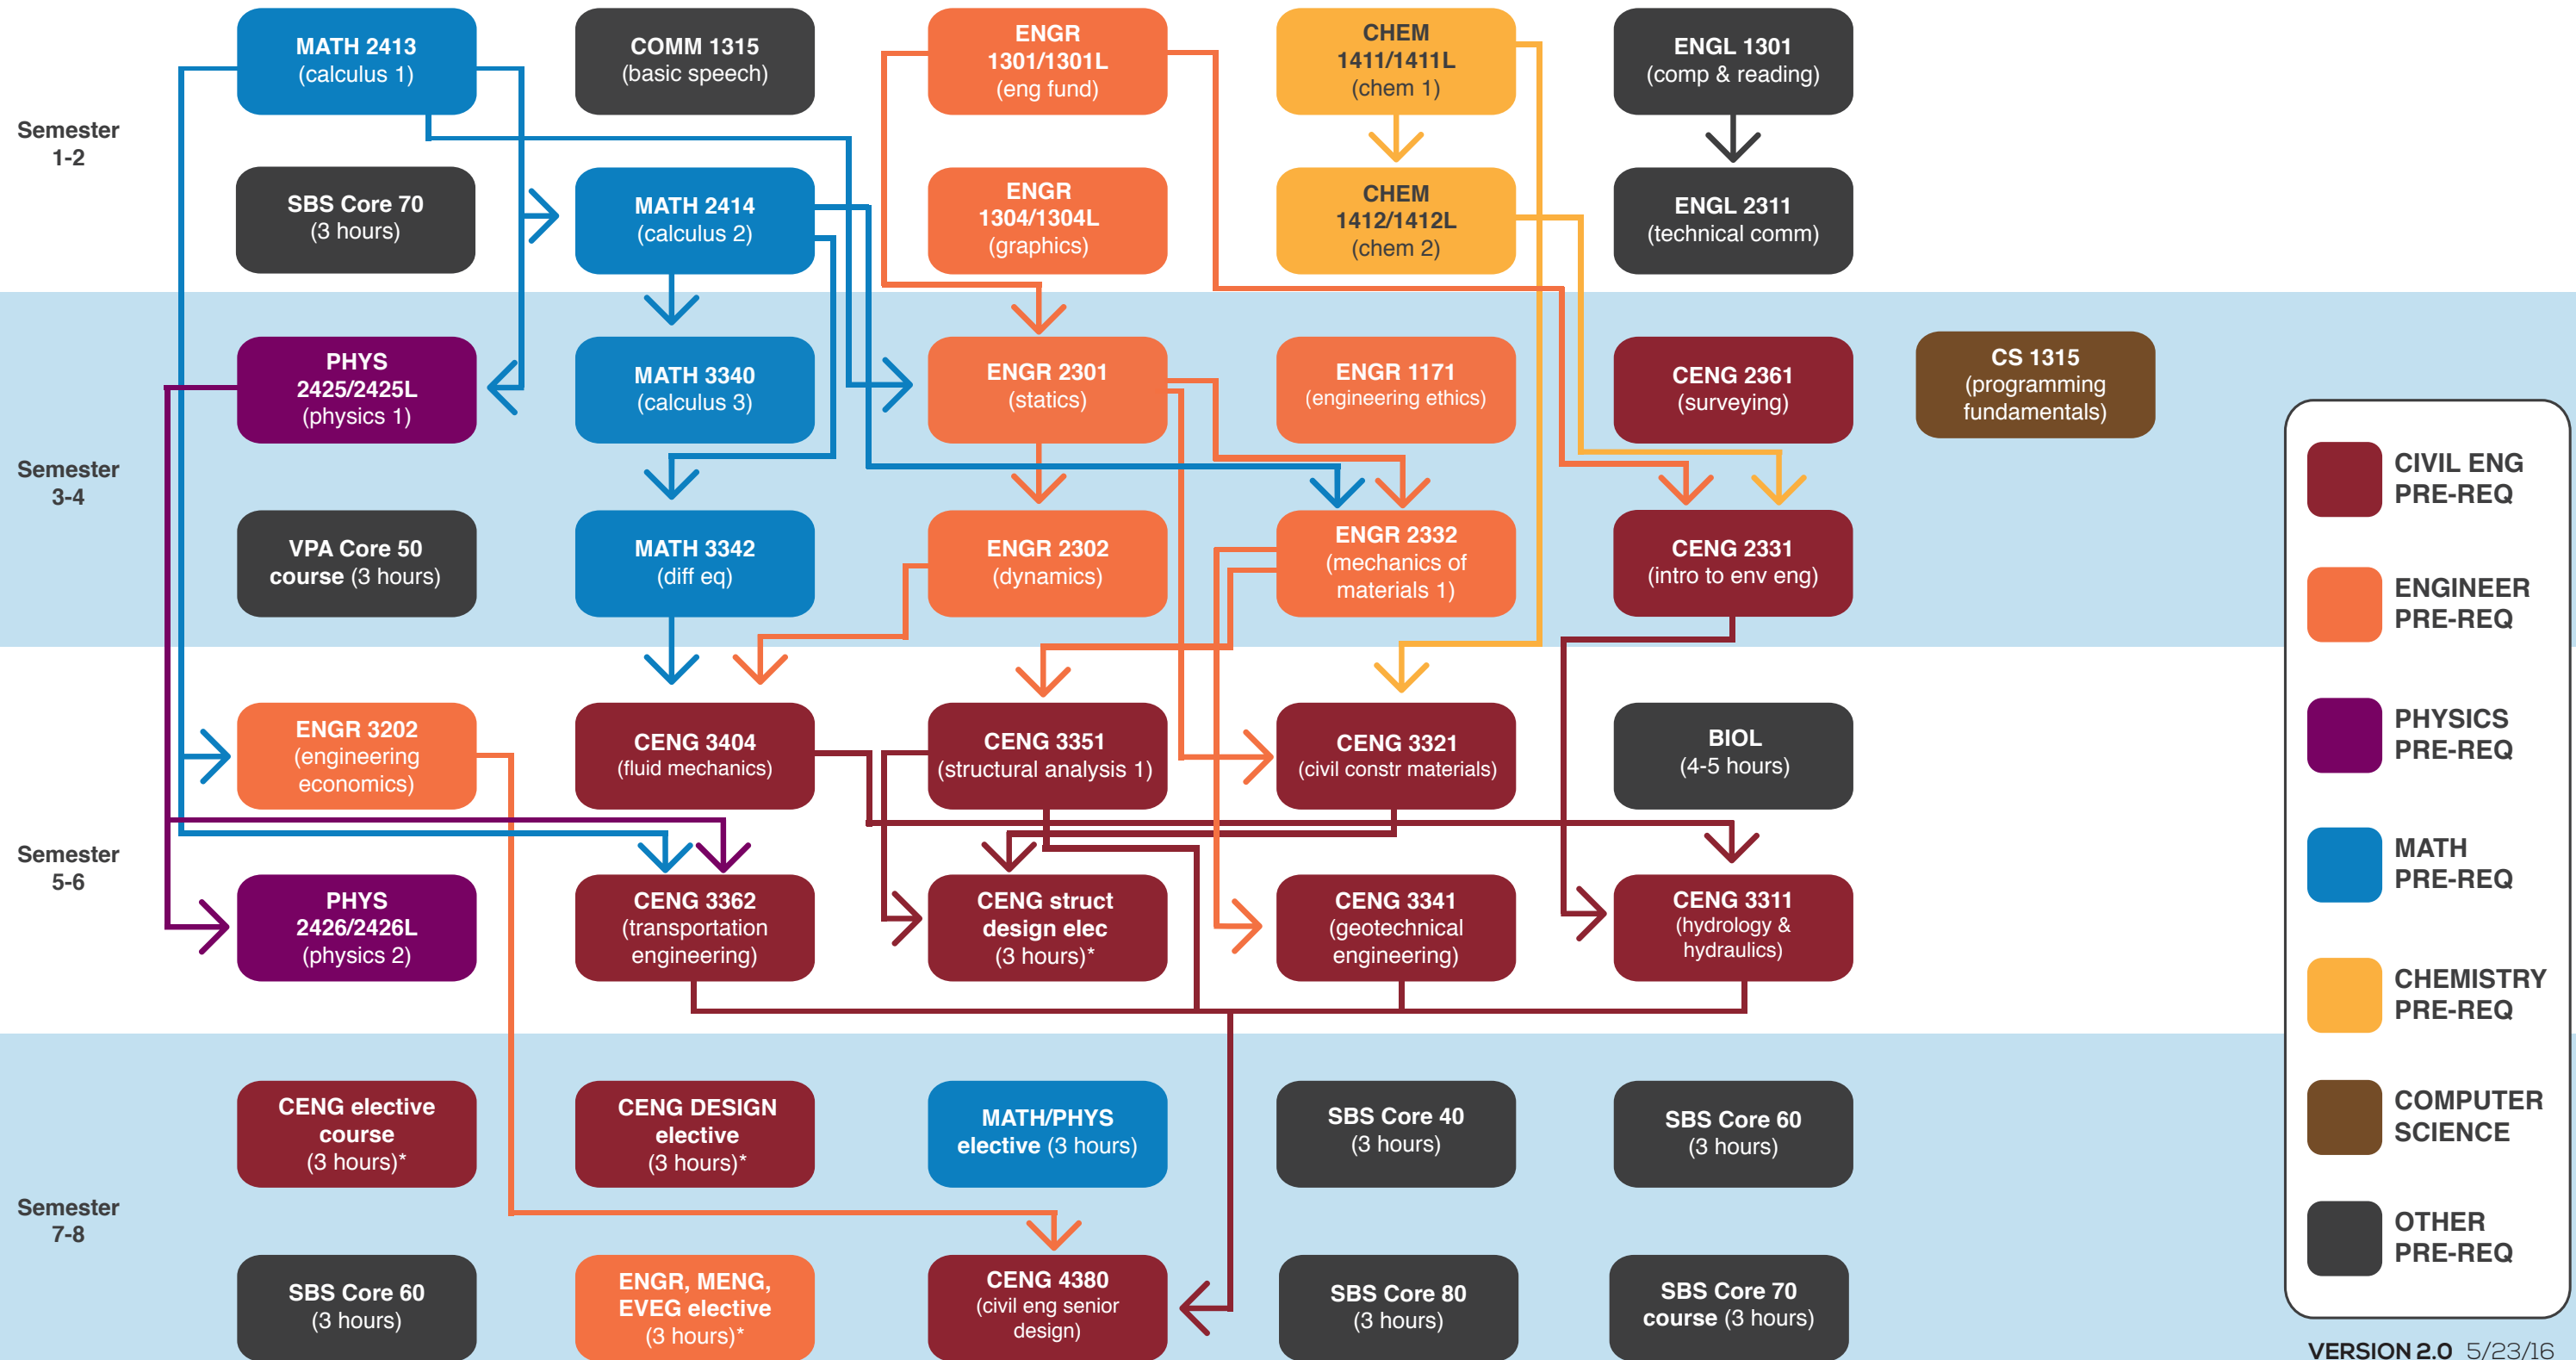 MATH 2413
(calculus 1)
COMM 1315
(basic speech)
ENGR
1301/1301L
(eng fund)
CHEM
1411/1411L
(chem 1)
ENGL 1301
(comp & reading)
Semester
1-2
SBS Core 70
(3 hours)
MATH 2414
(calculus 2)
ENGR
1304/1304L
(graphics)
CHEM
1412/1412L
(chem 2)
ENGL 2311
(technical comm)
PHYS
2425/2425L
(physics 1)
MATH 3340
(calculus 3)
ENGR 2301
(statics)
ENGR 1171
(engineering ethics)
CENG 2361
(surveying)
CS 1315
(programming
fundamentals)
Semester
3-4
VPA Core 50
course (3 hours)
MATH 3342
(diff eq)
ENGR 2302
(dynamics)
ENGR 2332
(mechanics of
materials 1)
CENG 2331
(intro to env eng)
ENGR 3202
(engineering
economics)
CENG 3404
(fluid mechanics)
CENG 3351
(structural analysis 1)
CENG 3321
(civil constr materials)
BIOL
(4-5 hours)
Semester
5-6
PHYS
2426/2426L
(physics 2)
CENG 3362
(transportation
engineering)
CENG struct
design elec
(3 hours)*
CENG 3341
(geotechnical
engineering)
CENG 3311
(hydrology &
hydraulics)
CENG elective
course
(3 hours)*
CENG DESIGN
elective
(3 hours)*
MATH/PHYS
elective (3 hours)
SBS Core 40
(3 hours)
SBS Core 60
(3 hours)
Semester
7-8
SBS Core 60
(3 hours)
ENGR, MENG,
EVEG elective
(3 hours)*
CENG 4380
(civil eng senior
design)
SBS Core 80
(3 hours)
SBS Core 70
course (3 hours)
CIVIL ENG
PRE-REQ
ENGINEER
PRE-REQ
PHYSICS
PRE-REQ
MATH
PRE-REQ
CHEMISTRY
PRE-REQ
COMPUTER
SCIENCE
OTHER
PRE-REQ
VERSION 2.0 5/23/16